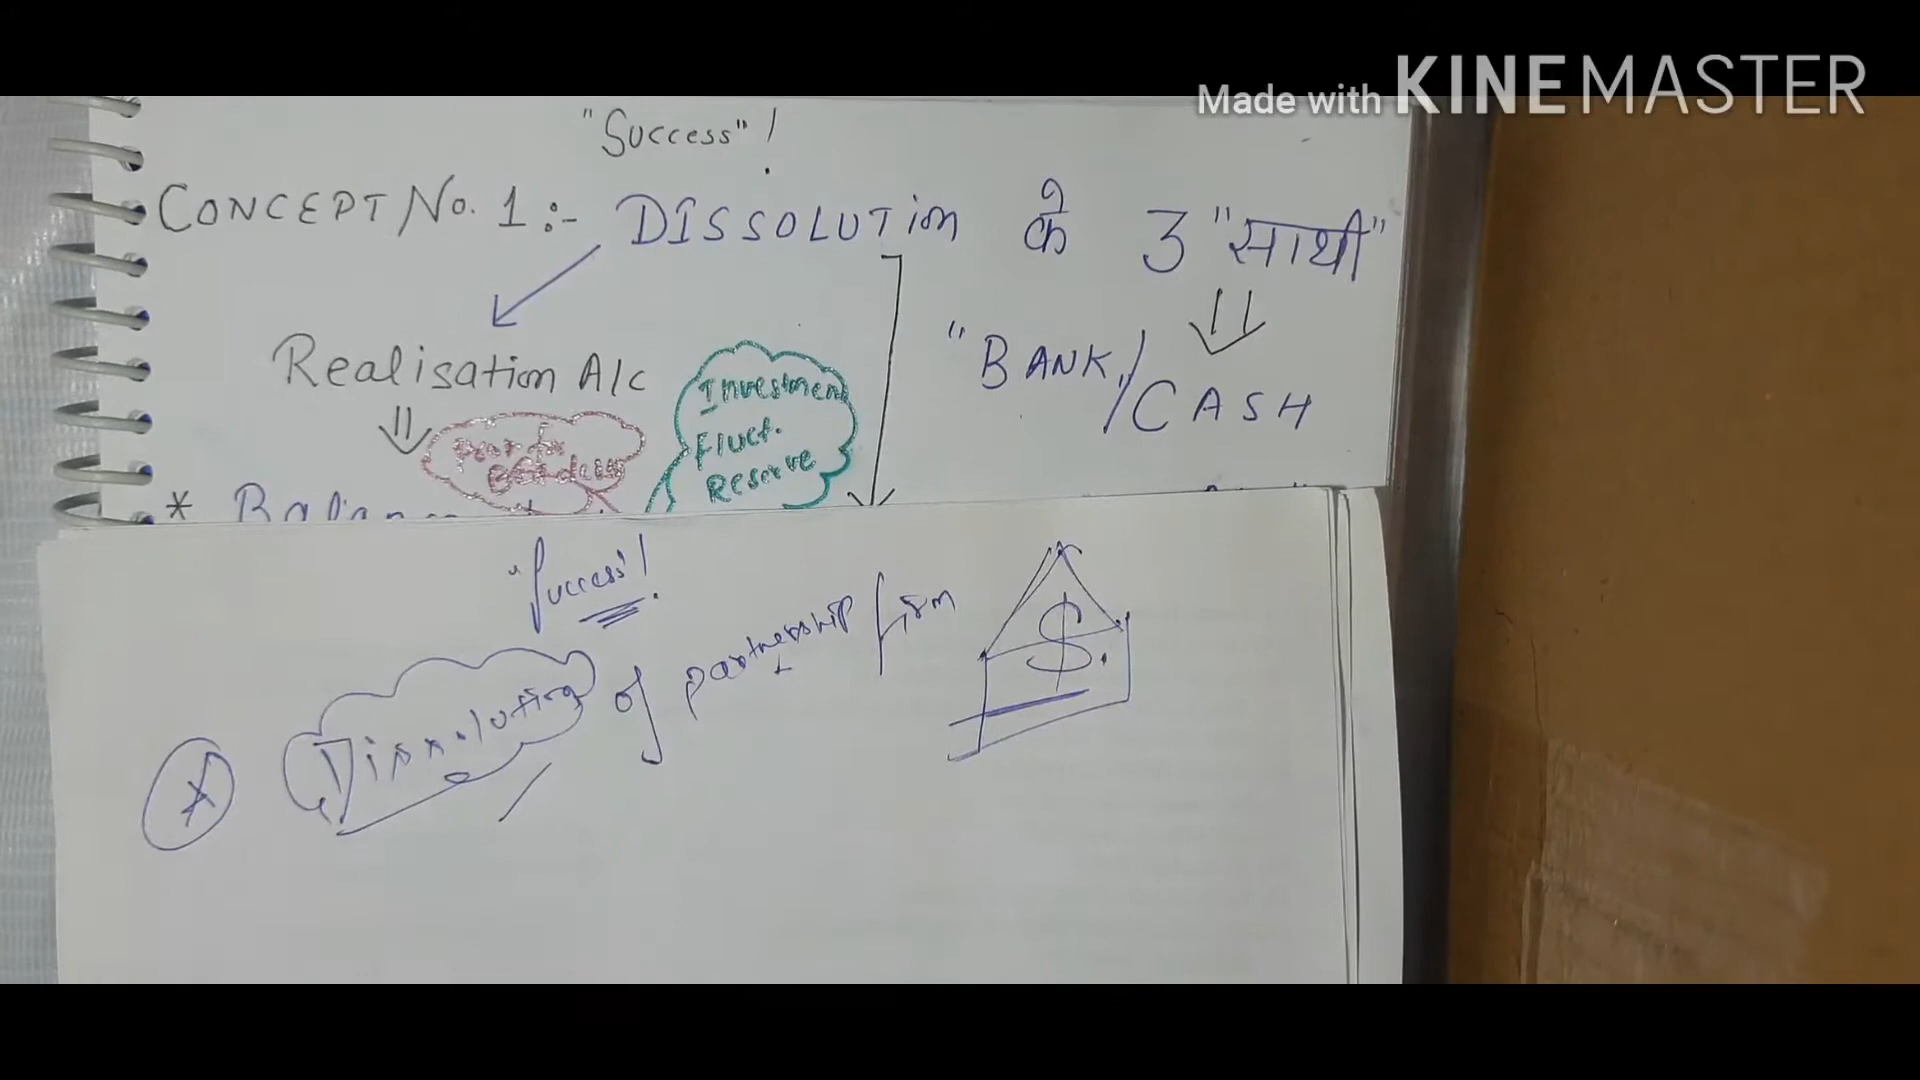 Made with KINEMASTER
"Success"!
CONCEPT No. 1:- DISSOLUTION के 3 "साथी"
Realisation A/c
"BANK/CASH
Investment
Fluct.
Reserve
*
"Success"!
Dissolution of partnership firm $